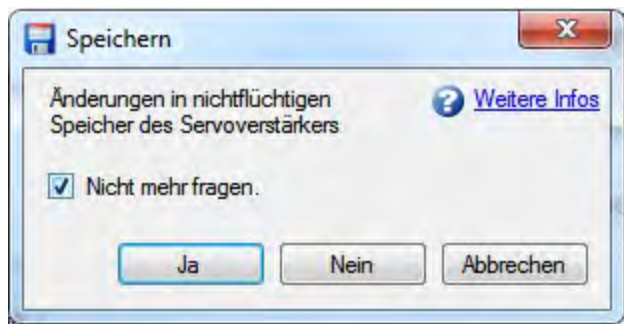 Speichern
Änderungen in nichtflüchtigen
Speicher des Servoverstärkers
Weitere Infos
Nicht mehr fragen.
Ja
Nein
Abbrechen